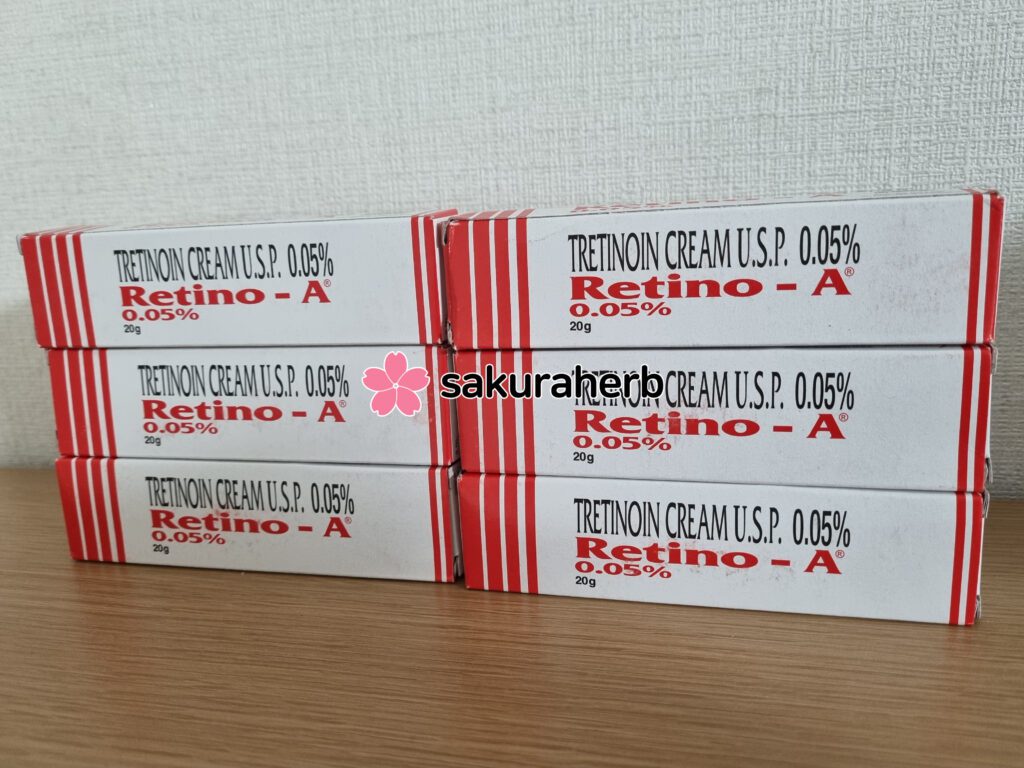 TRETINOIN CREAM U.S.P. 0.05%
Retino - A®
0.05%
20g
TRETINOIN CREAM U.S.P. 0.05%
Retino - A®
0.05%
20g
TRETINOIN CREAM U.S.P. 0.05%
Retino - A®
0.05%
20g
sakuraherb
TRETINOIN CREAM U.S.P. 0.05%
Retino - A®
0.05%
20g
TRETINOIN CREAM U.S.P. 0.05%
Retino - A®
0.05%
20g
TRETINOIN CREAM U.S.P. 0.05%
Retino - A®
0.05%
20g